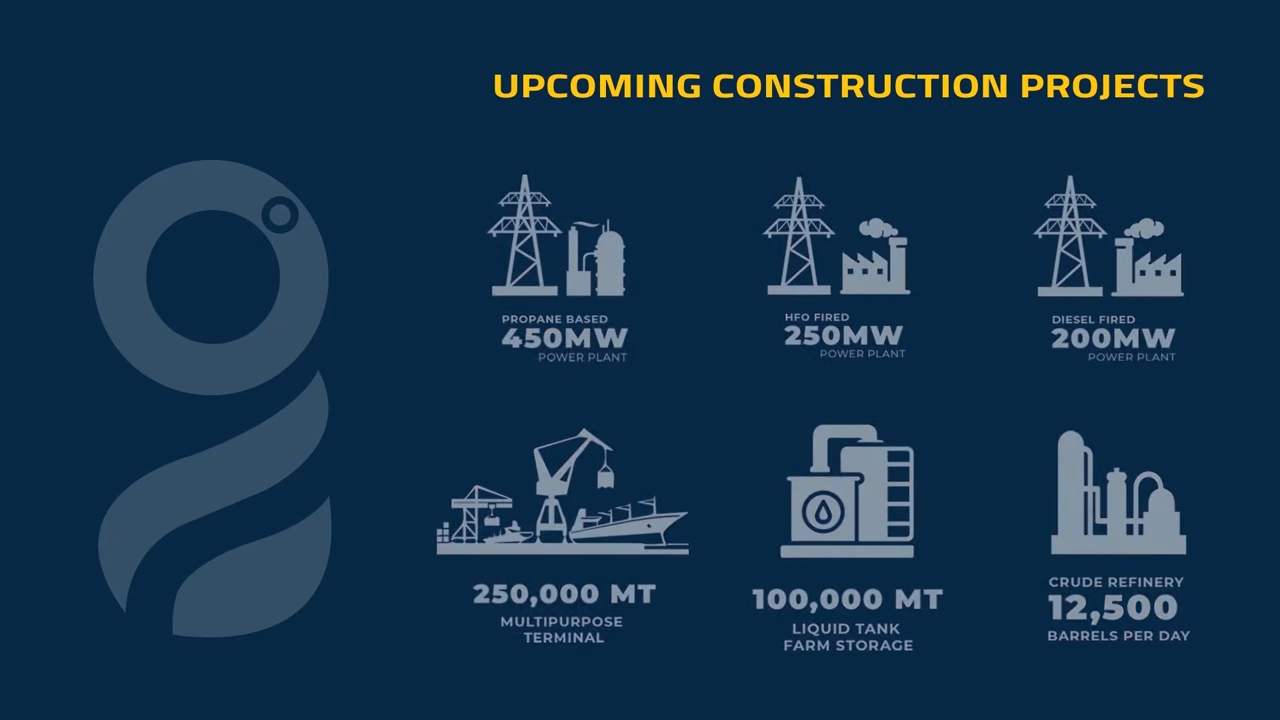 UPCOMING CONSTRUCTION PROJECTS
PROPANE BASED
450MW
POWER PLANT
HFO FIRED
250MW
POWER PLANT
DIESEL FIRED
200MW
POWER PLANT
250,000 MT
MULTIPURPOSE
TERMINAL
100,000 MT
LIQUID TANK
FARM STORAGE
CRUDE REFINERY
12,500
BARRELS PER DAY